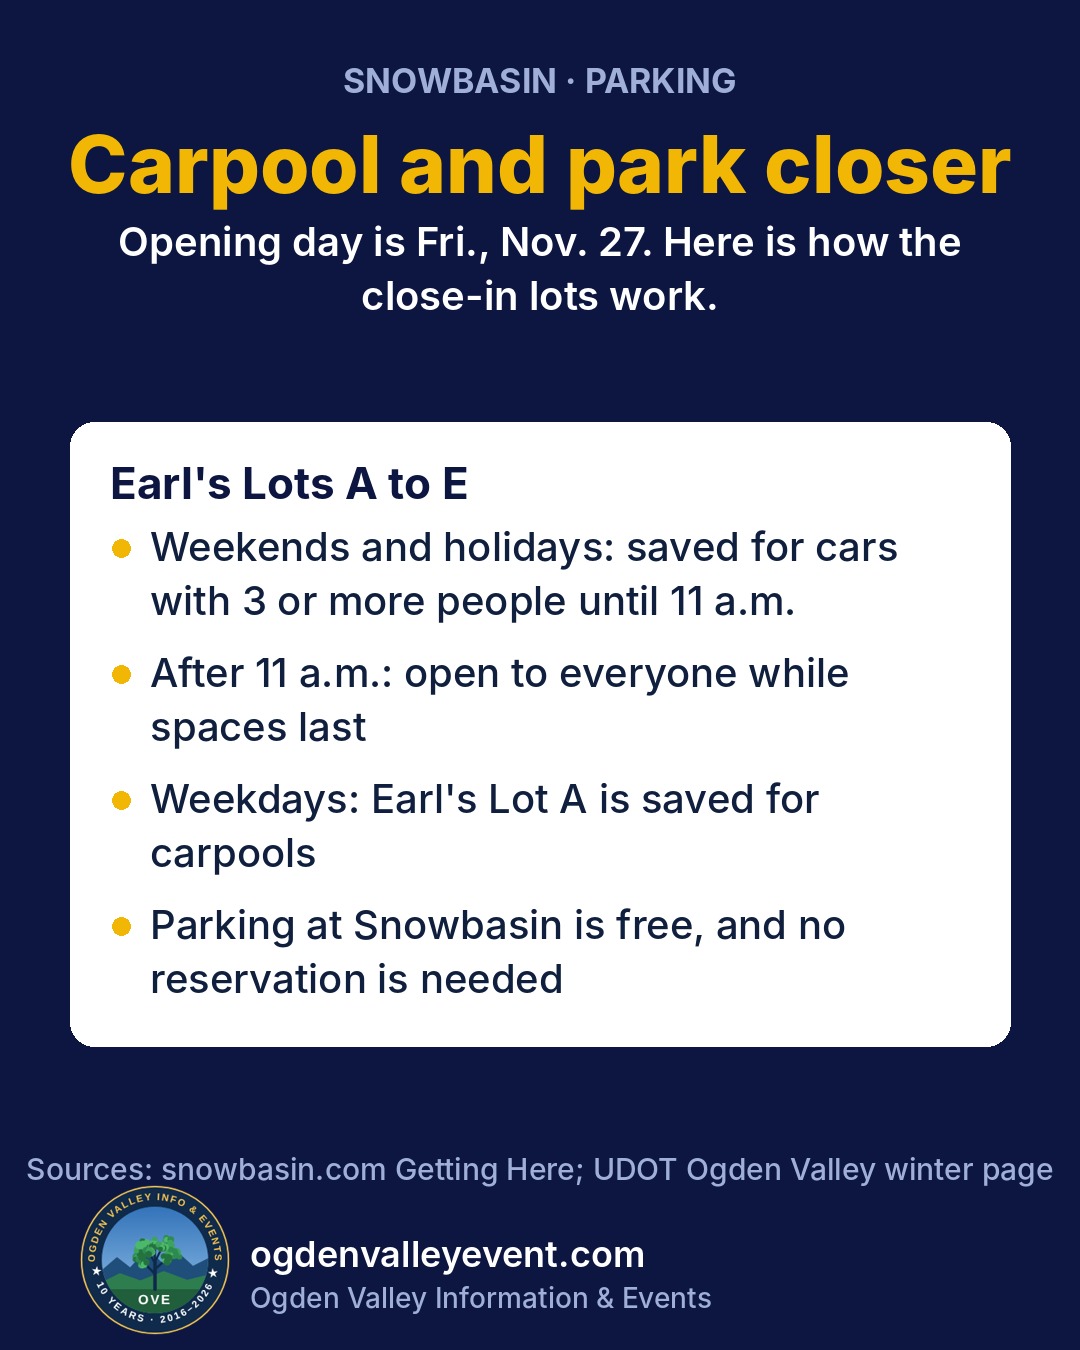 SNOWBASIN · PARKING
Carpool and park closer
Opening day is Fri., Nov. 27. Here is how the
close-in lots work.
Earl's Lots A to E
Weekends and holidays: saved for cars
with 3 or more people until 11 a.m.
After 11 a.m.: open to everyone while
spaces last
Weekdays: Earl's Lot A is saved for
carpools
Parking at Snowbasin is free, and no
reservation is needed
Sources: snowbasin.com Getting Here; UDOT Ogden Valley winter page
OGDEN VALLEY INFO & EVENTS
OVE
★ 10 YEARS · 2016–2026 ★
ogdenvalleyevent.com
Ogden Valley Information & Events